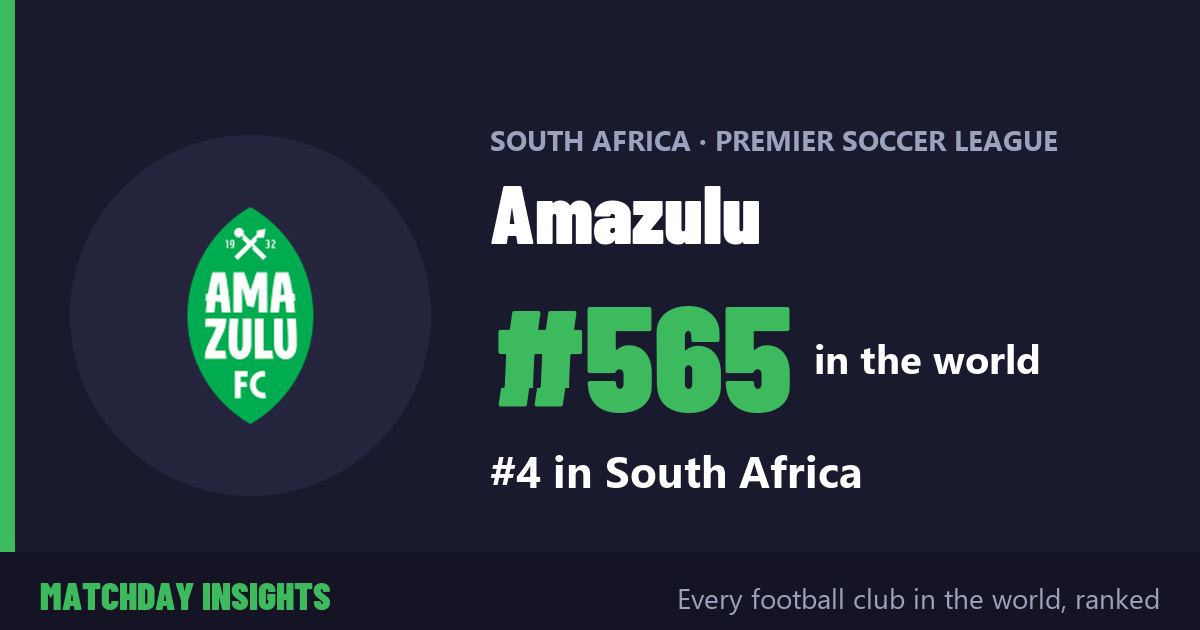 SOUTH AFRICA · PREMIER SOCCER LEAGUE
Amazulu
19 32
AMA
ZULU
FC
#565 in the world
#4 in South Africa
MATCHDAY INSIGHTS
Every football club in the world, ranked